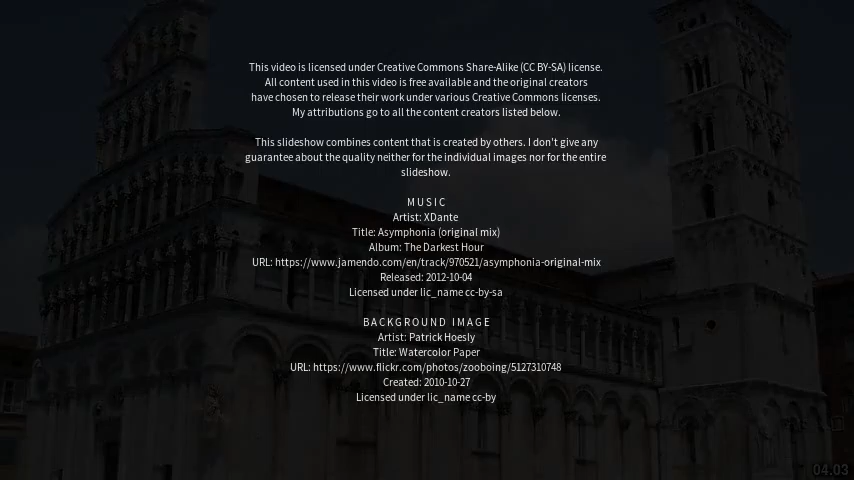 This video is licensed under Creative Commons Share-Alike (CC BY-SA) license.
All content used in this video is free available and the original creators
have chosen to release their work under various Creative Commons licenses.
My attributions go to all the content creators listed below.
This slideshow combines content that is created by others. I don't give any
guarantee about the quality neither for the individual images nor for the entire
slideshow.
MUSIC
Artist: XDante
Title: Asymphonia (original mix)
Album: The Darkest Hour
URL: https://www.jamendo.com/en/track/970521/asymphonia-original-mix
Released: 2012-10-04
Licensed under lic_name cc-by-sa
BACKGROUND IMAGE
Artist: Patrick Hoesly
Title: Watercolor Paper
URL: https://www.flickr.com/photos/zooboing/5127310748
Created: 2010-10-27
Licensed under lic_name cc-by
04.03